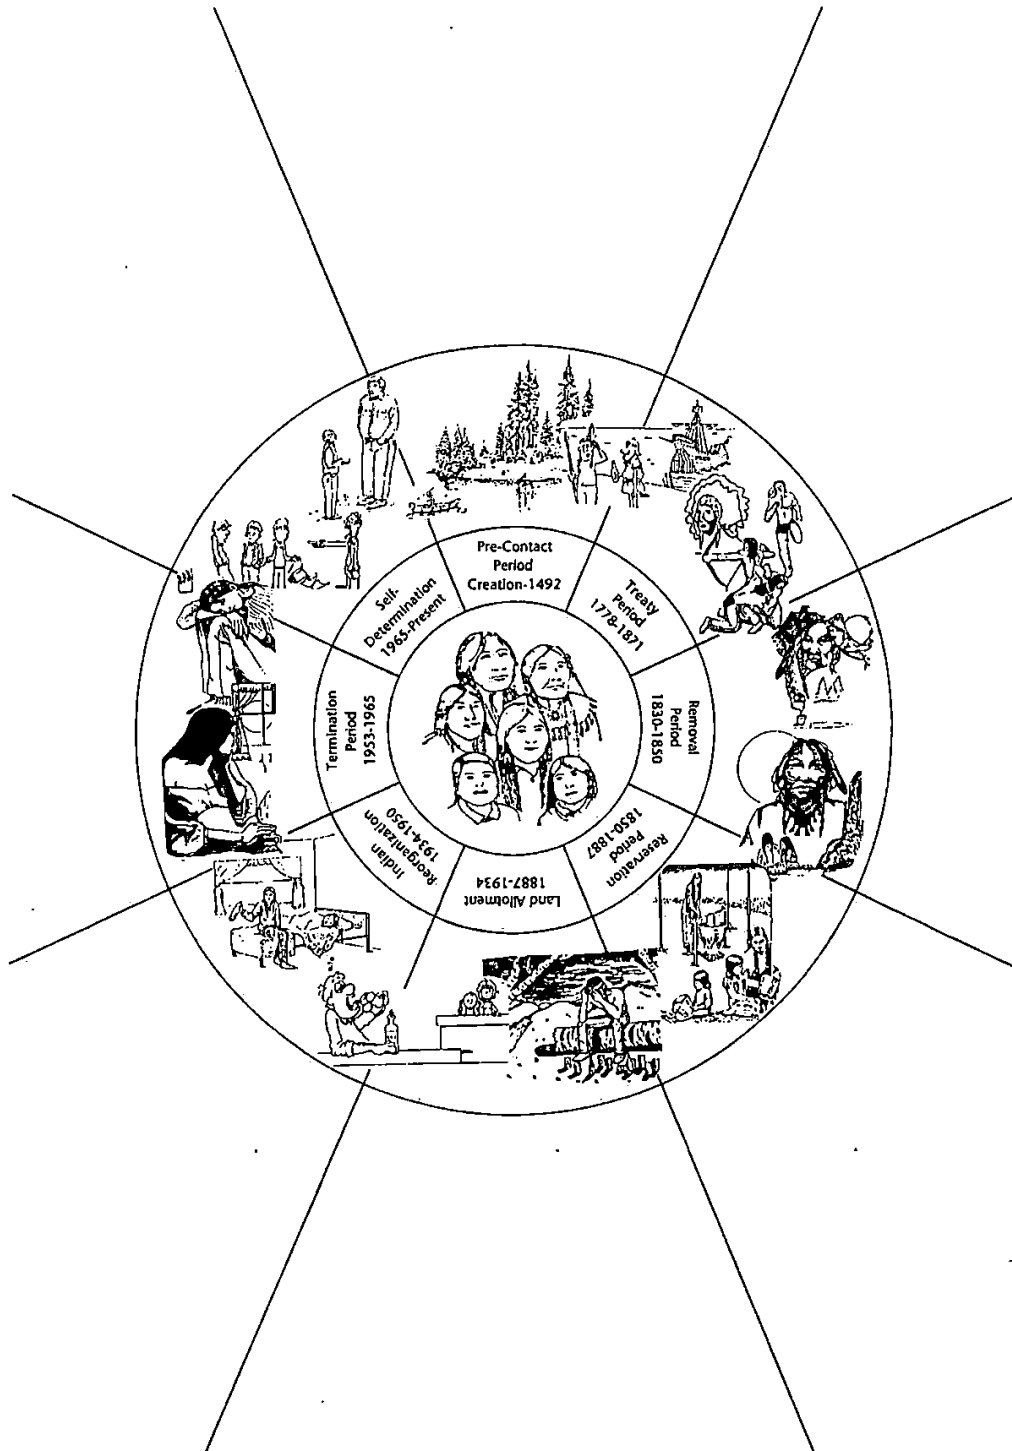 Pre-Contact
Period
Creation-1492
Treaty
Period
1778-1871
Removal
Period
1830-1850
Reservation
Period
1850-1887
Land Allotment
1887-1934
Indian
Reorganization
1934-1950
Termination
Period
1953-1965
Self-
Determination
1965-Present